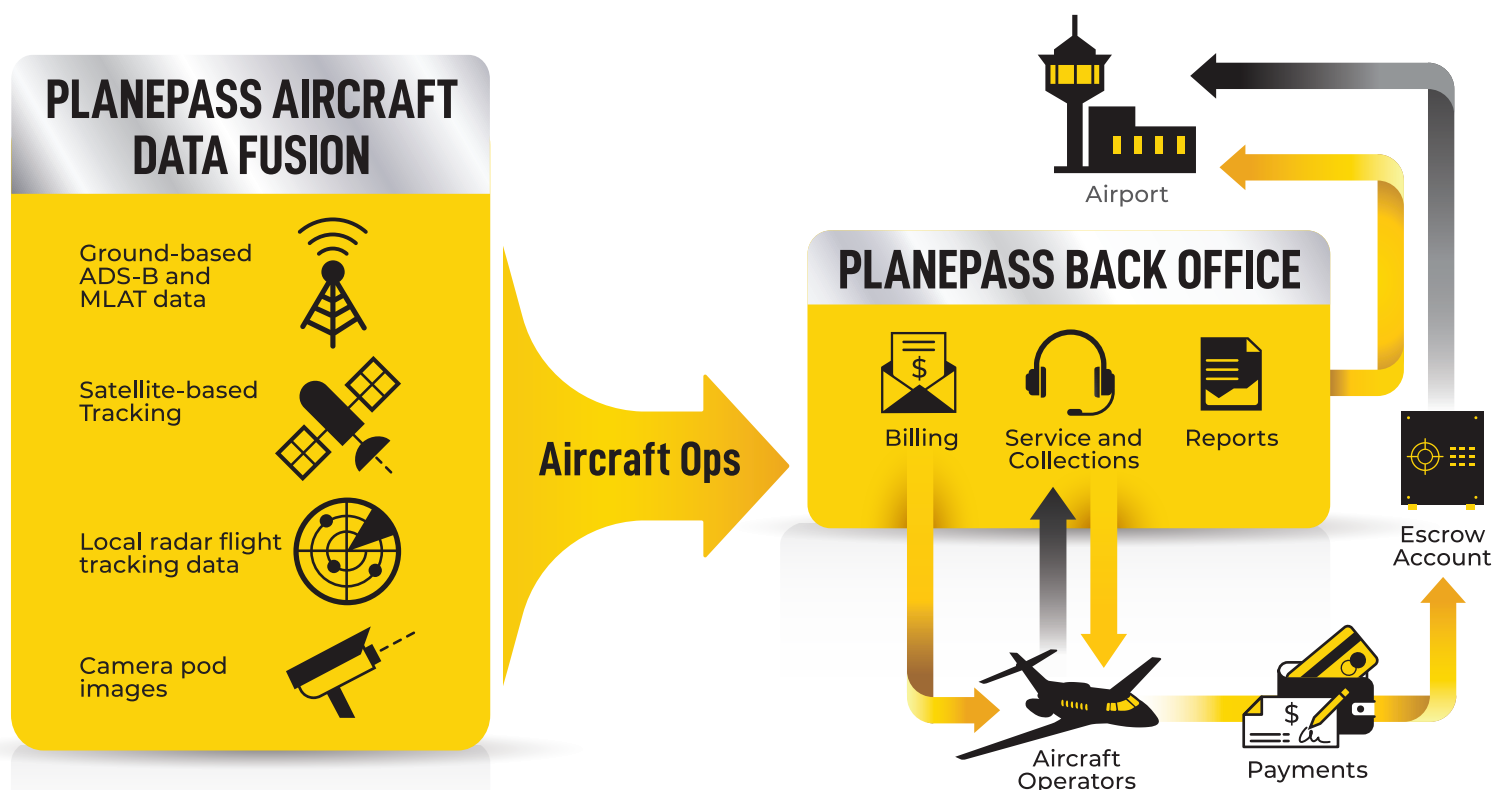 PLANEPASS AIRCRAFT
DATA FUSION
Ground-based
ADS-B and
MLAT data
Satellite-based
Tracking
Local radar flight
tracking data
Camera pod
images
Aircraft Ops
Airport
PLANEPASS BACK OFFICE
$
Billing
Service and
Collections
Reports
Escrow
Account
Aircraft
Operators
$
Payments